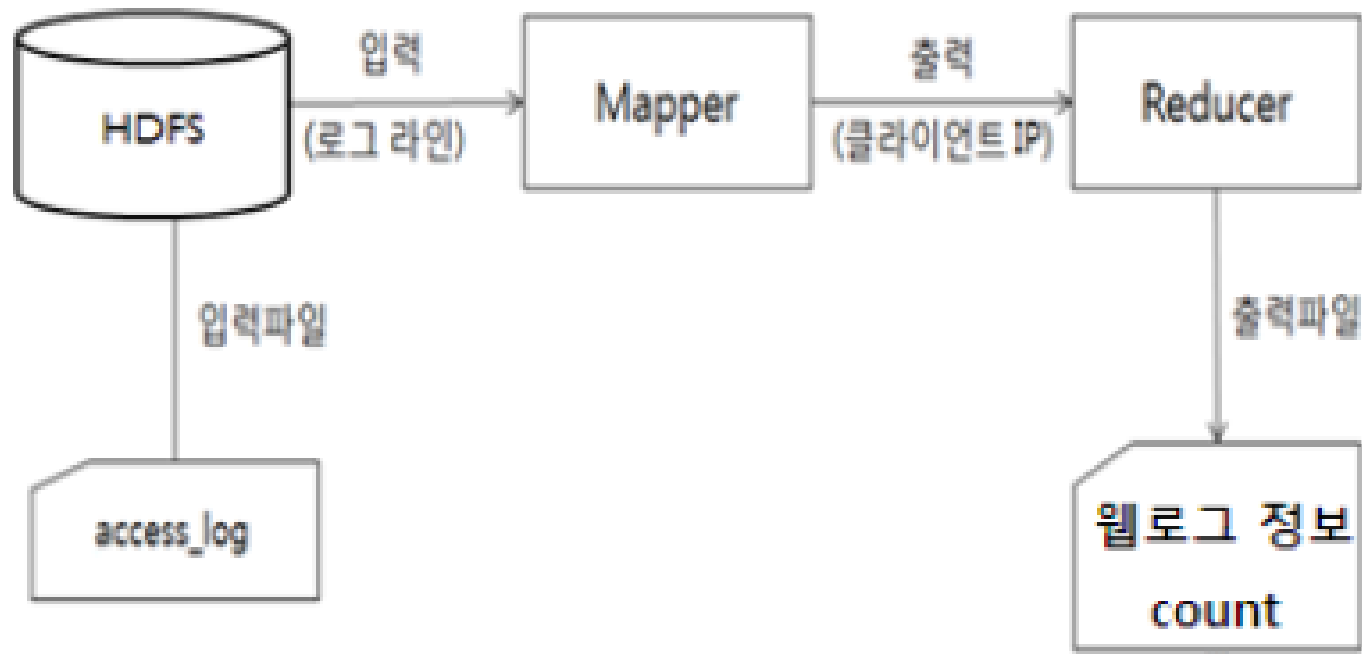 HDFS
입력
(로그 라인)
Mapper
출력
(클라이언트 IP)
Reducer
입력파일
출력파일
access_log
웹로그 정보
count